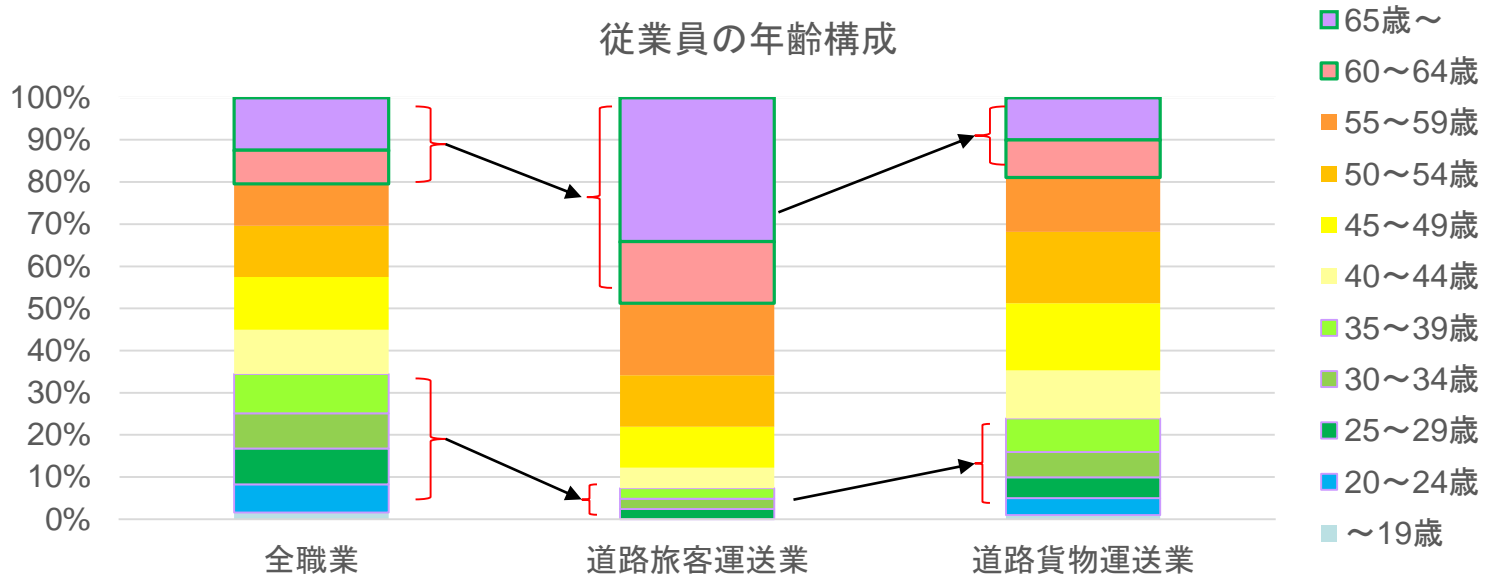 従業員の年齢構成
100%
90%
80%
70%
60%
50%
40%
30%
20%
10%
0%
全職業
道路旅客運送業
道路貨物運送業
65歳～
60～64歳
55～59歳
50～54歳
45～49歳
40～44歳
35～39歳
30～34歳
25～29歳
20～24歳
～19歳